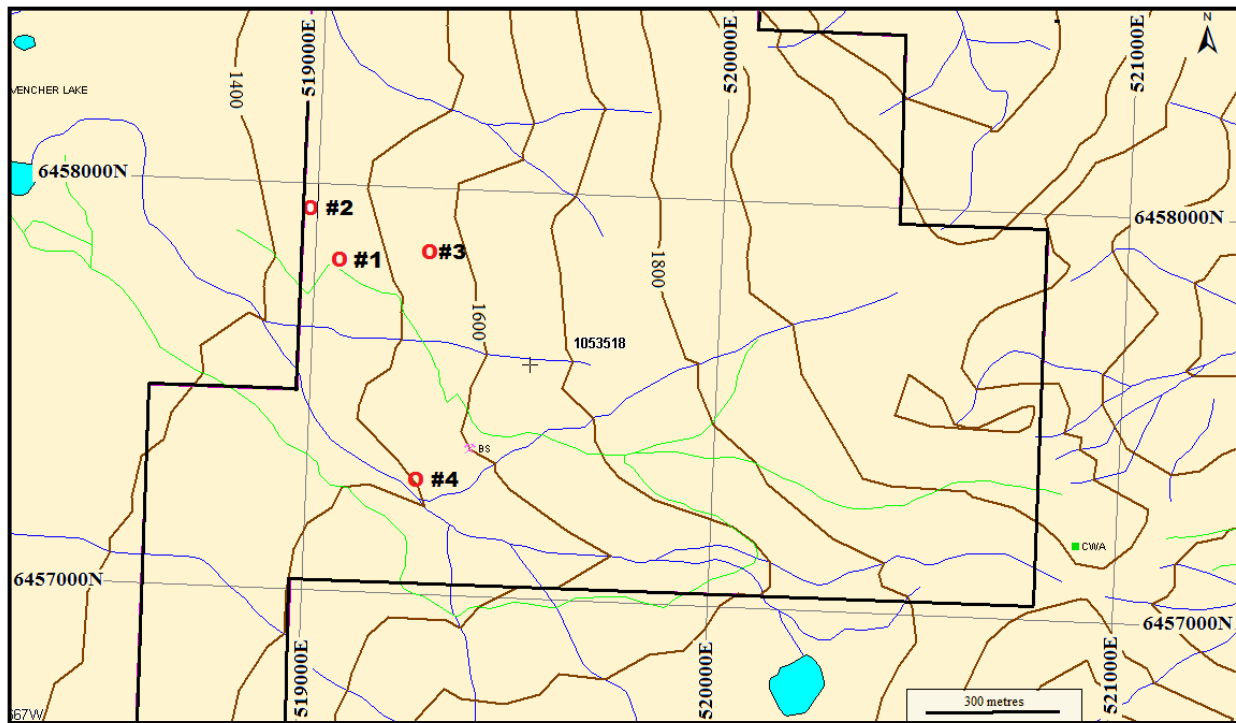 N
519000E
520000E
521000E
1400
VENCHER LAKE
6458000N
6458000N
#2
#1
#3
1800
1600
1053518
BS
#4
CWA
6457000N
6457000N
519000E
520000E
521000E
300 metres
67W